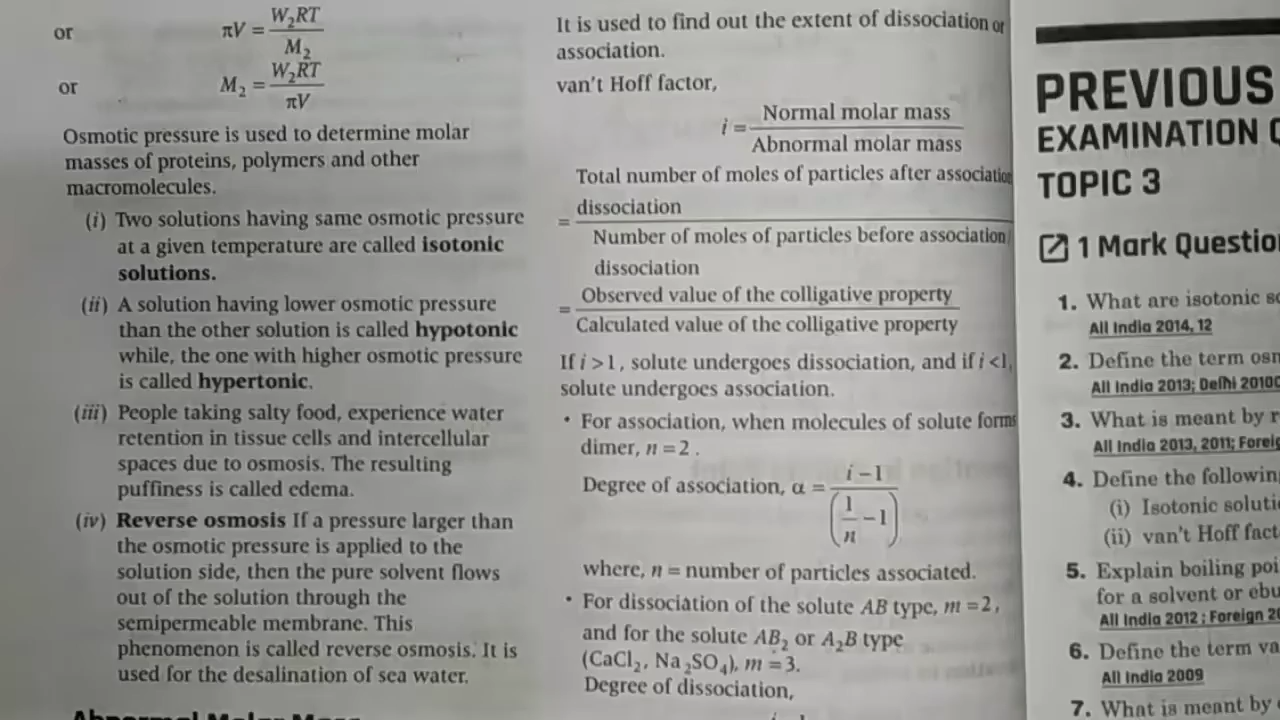 or πV = W₂RT / M₂
or M₂ = W₂RT / πV
Osmotic pressure is used to determine molar
masses of proteins, polymers and other
macromolecules.
(i) Two solutions having same osmotic pressure
at a given temperature are called isotonic
solutions.
(ii) A solution having lower osmotic pressure
than the other solution is called hypotonic
while, the one with higher osmotic pressure
is called hypertonic.
(iii) People taking salty food, experience water
retention in tissue cells and intercellular
spaces due to osmosis. The resulting
puffiness is called edema.
(iv) Reverse osmosis If a pressure larger than
the osmotic pressure is applied to the
solution side, then the pure solvent flows
out of the solution through the
semipermeable membrane. This
phenomenon is called reverse osmosis. It is
used for the desalination of sea water.
It is used to find out the extent of dissociation or
association.
van't Hoff factor,
i = Normal molar mass / Abnormal molar mass
Total number of moles of particles after association
dissociation
=
Number of moles of particles before association/
dissociation
= Observed value of the colligative property / Calculated value of the colligative property
If i > 1, solute undergoes dissociation, and if i < 1,
solute undergoes association.
• For association, when molecules of solute forms
dimer, n = 2.
Degree of association, α = (i − 1) / (1/n − 1)
where, n = number of particles associated.
• For dissociation of the solute AB type, m = 2,
and for the solute AB₂ or A₂B type
(CaCl₂, Na₂SO₄), m = 3.
Degree of dissociation,
PREVIOUS
EXAMINATION
TOPIC 3
1 Mark
1. What are isotonic
All India 2014, 12
2. Define the term
All India 2013; Delhi
3. What is meant by
All India 2013, 2011;
4. Define the
(i) Isotonic
(ii) van't Hoff
5. Explain boiling
for a solvent or
All India 2012; Foreign
6. Define the term
All India 2009
7. What is meant by